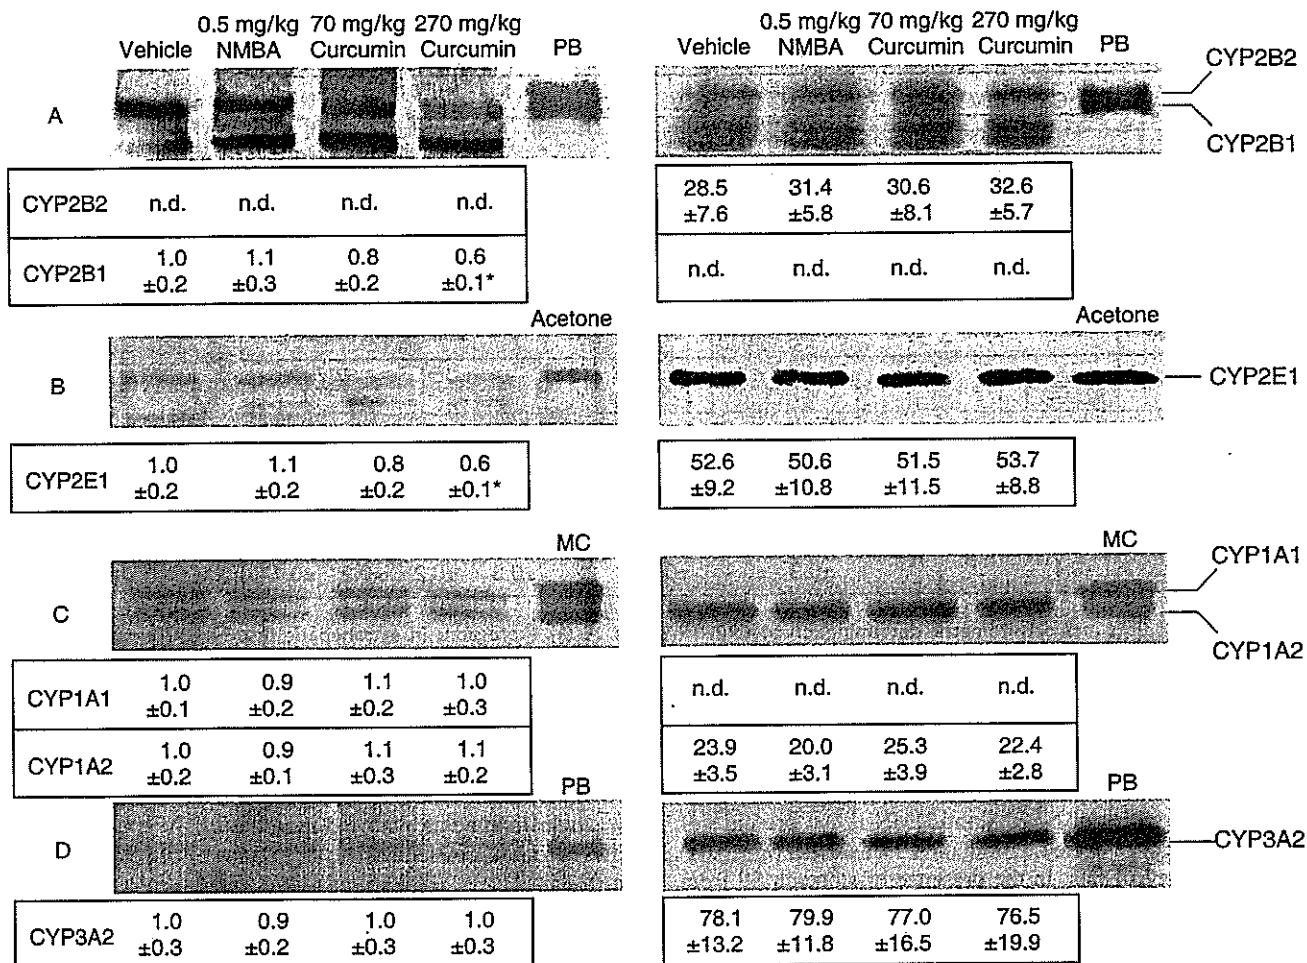 0.5 mg/kg 70 mg/kg 270 mg/kg
Vehicle NMBA Curcumin Curcumin PB
0.5 mg/kg 70 mg/kg 270 mg/kg
Vehicle NMBA Curcumin Curcumin PB
CYP2B2
CYP2B1
A
CYP2B2 n.d. n.d. n.d. n.d.
CYP2B1 1.0 1.1 0.8 0.6
±0.2 ±0.3 ±0.2 ±0.1*
28.5 31.4 30.6 32.6
±7.6 ±5.8 ±8.1 ±5.7
n.d. n.d. n.d. n.d.
Acetone
Acetone
B
CYP2E1
CYP2E1 1.0 1.1 0.8 0.6
±0.2 ±0.2 ±0.2 ±0.1*
52.6 50.6 51.5 53.7
±9.2 ±10.8 ±11.5 ±8.8
MC
MC
CYP1A1
CYP1A2
C
CYP1A1 1.0 0.9 1.1 1.0
±0.1 ±0.2 ±0.2 ±0.3
CYP1A2 1.0 0.9 1.1 1.1
±0.2 ±0.1 ±0.3 ±0.2
n.d. n.d. n.d. n.d.
23.9 20.0 25.3 22.4
±3.5 ±3.1 ±3.9 ±2.8
PB
PB
D
CYP3A2
CYP3A2 1.0 0.9 1.0 1.0
±0.3 ±0.2 ±0.3 ±0.3
78.1 79.9 77.0 76.5
±13.2 ±11.8 ±16.5 ±19.9